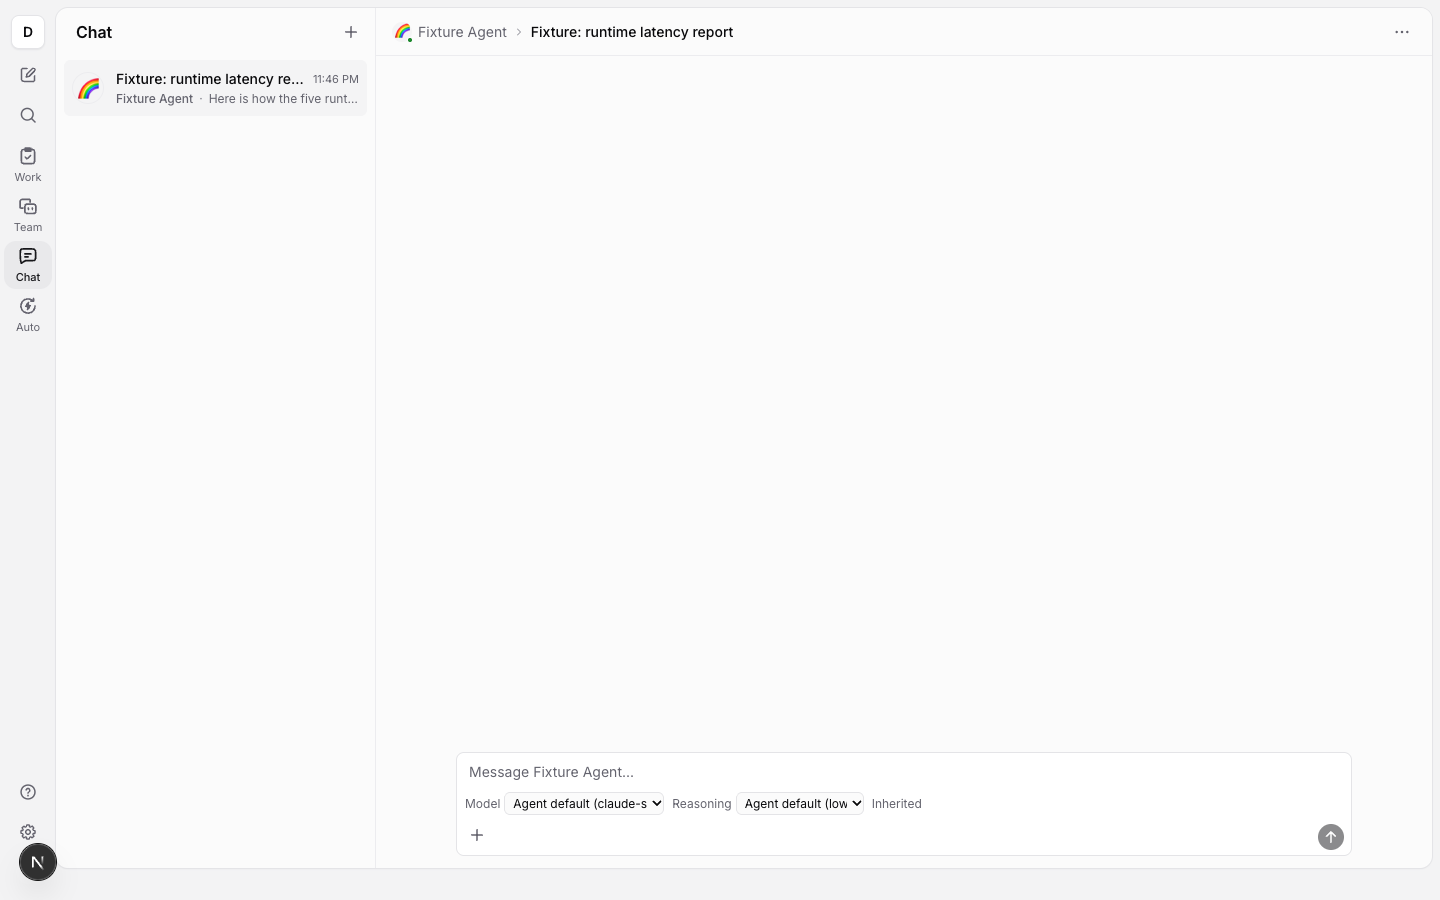 D
Chat
Fixture Agent
Fixture: runtime latency report
Fixture: runtime latency re...
11:46 PM
Fixture Agent · Here is how the five runt...
Work
Team
Chat
Auto
Message Fixture Agent...
Model
Agent default (claude-s
Reasoning
Agent default (low
Inherited
N